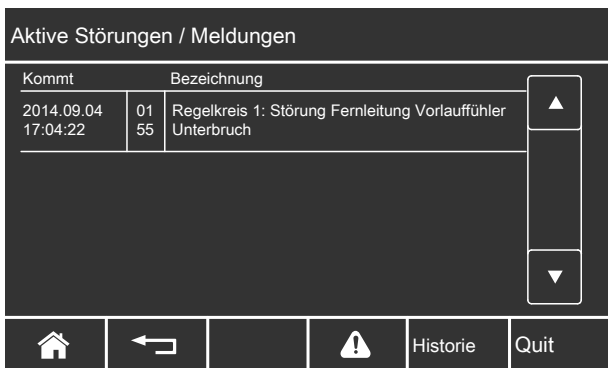 Aktive Störungen / Meldungen
Kommt Bezeichnung
2014.09.04 01 Regelkreis 1: Störung Fernleitung Vorlauffühler
17:04:22 55 Unterbruch
Historie Quit